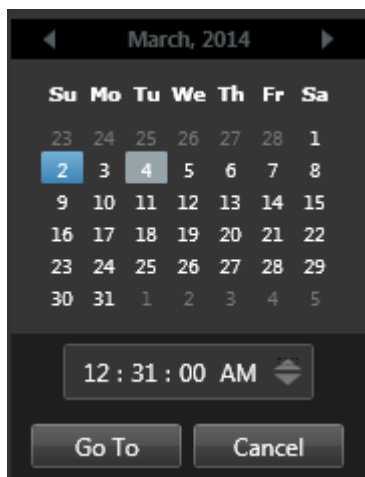 March, 2014
Su Mo Tu We Th Fr Sa
23 24 25 26 27 28 1
2 3 4 5 6 7 8
9 10 11 12 13 14 15
16 17 18 19 20 21 22
23 24 25 26 27 28 29
30 31 1 2 3 4 5
12 : 31 : 00 AM
Go To Cancel